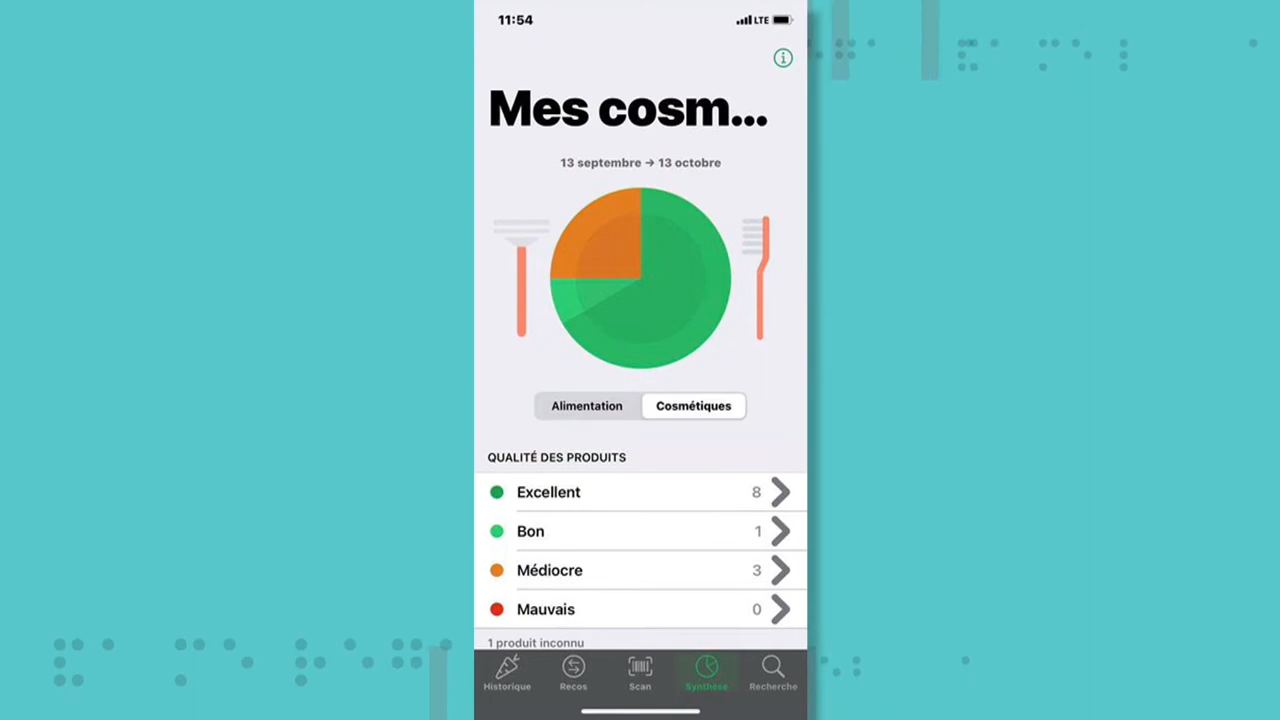 11:54
LTE
Mes cosm...
13 septembre → 13 octobre
Alimentation
Cosmétiques
QUALITÉ DES PRODUITS
Excellent 8
Bon 1
Médiocre 3
Mauvais 0
1 produit inconnu
Historique
Recos
Scan
Synthèse
Recherche